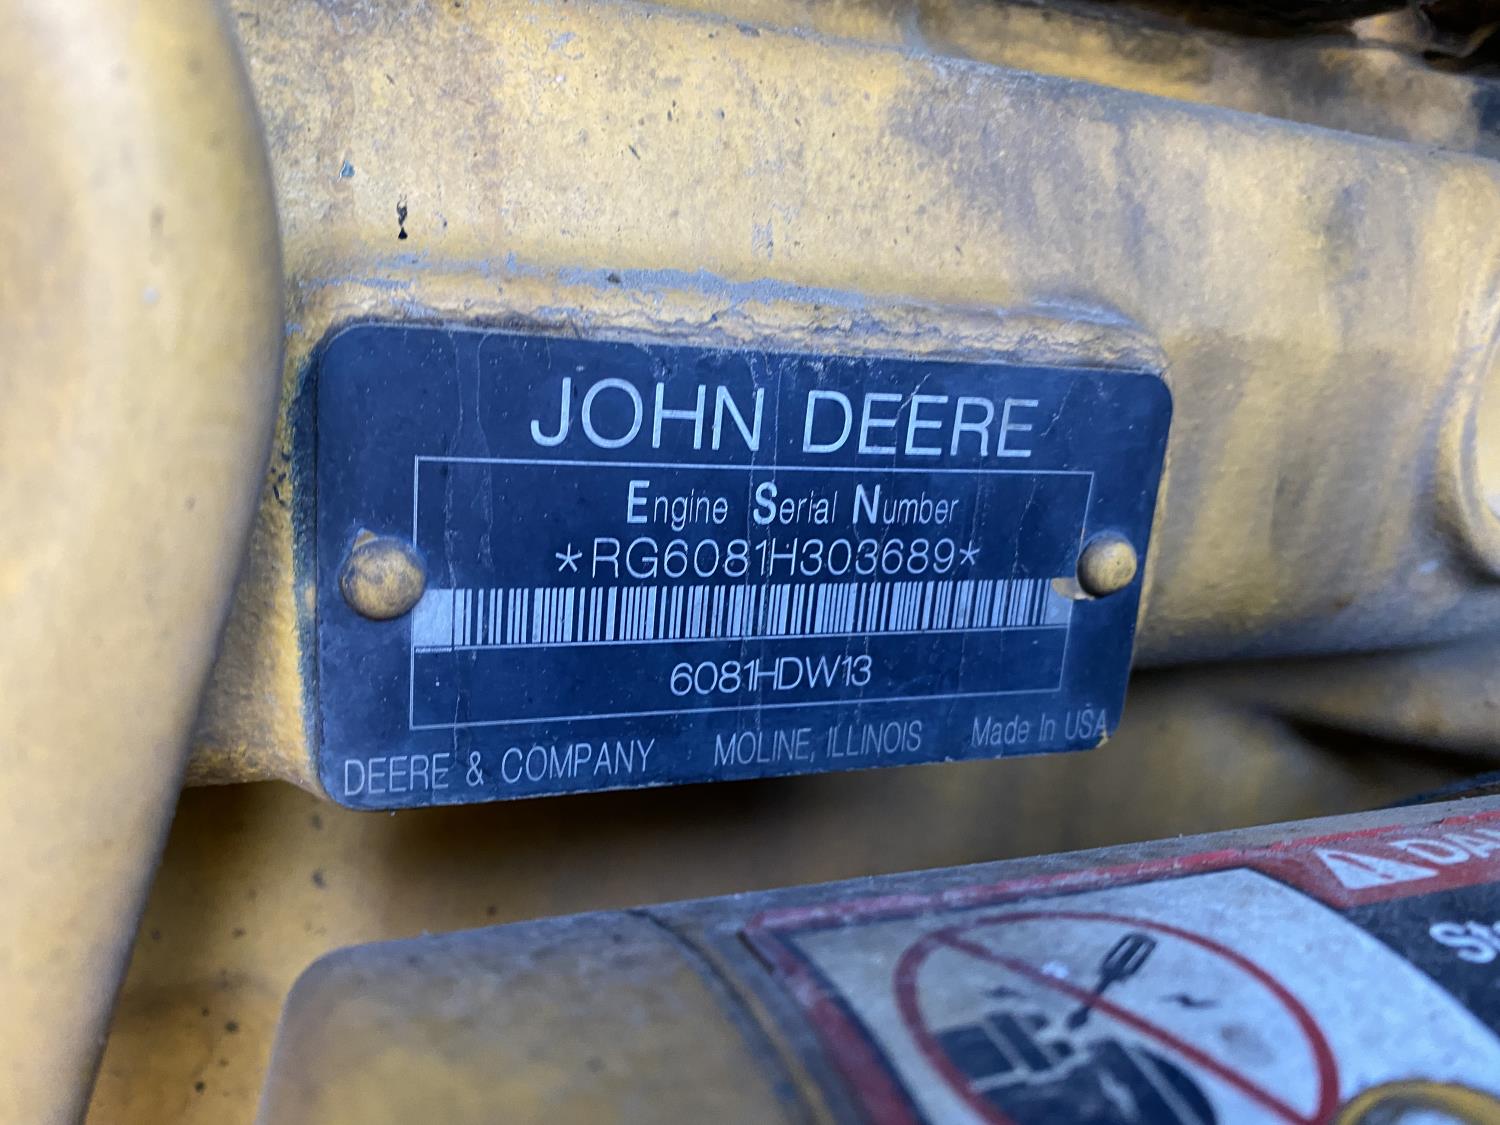 JOHN DEERE
Engine Serial Number
*RG6081H303689*
6081HDW13
DEERE & COMPANY MOLINE, ILLINOIS Made In USA